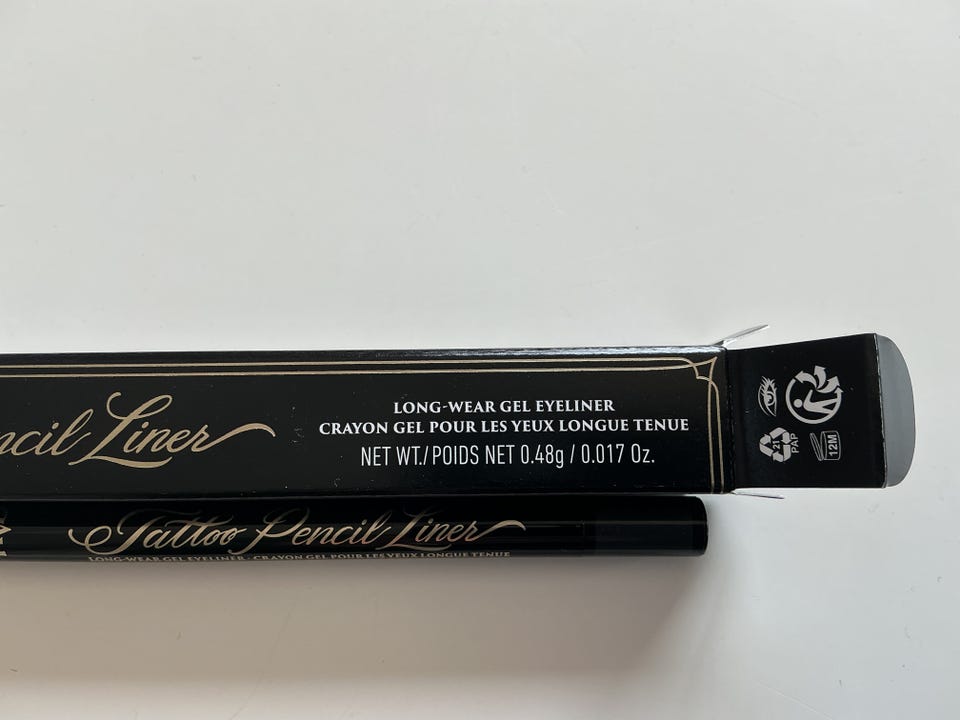 ncil Liner
LONG-WEAR GEL EYELINER
CRAYON GEL POUR LES YEUX LONGUE TENUE
NET WT./POIDS NET 0.48g / 0.017 Oz.
21
PAP
12M
Tattoo Pencil Liner
LONG-WEAR GEL EYELINER · CRAYON GEL POUR LES YEUX LONGUE TENUE